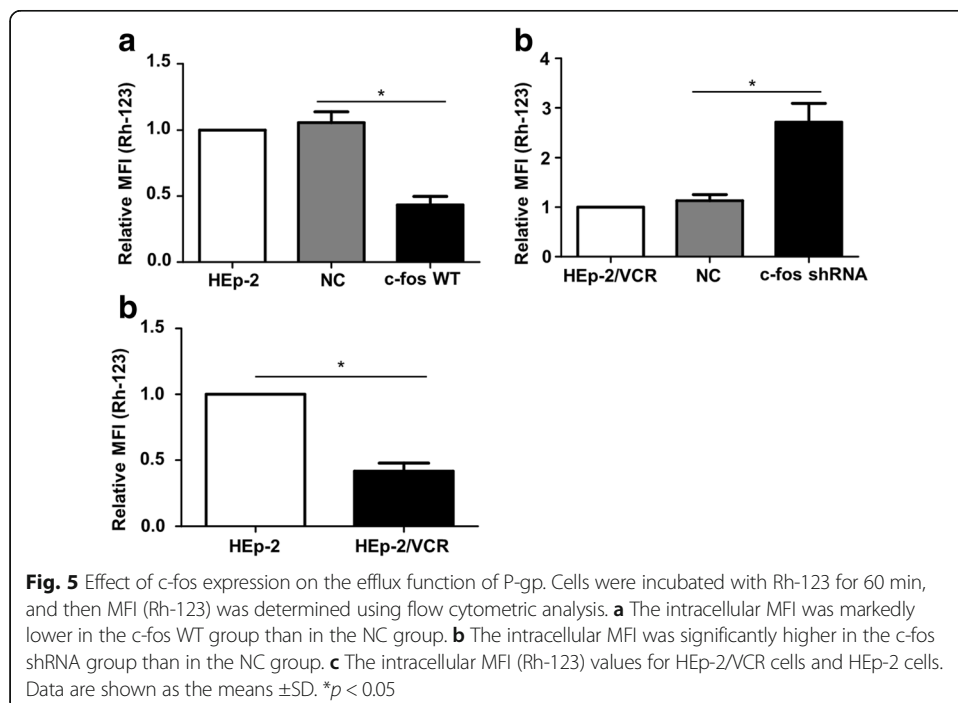 a
1.5
1.0
0.5
0.0
Relative MFI (Rh-123)
*
HEp-2 NC c-fos WT
b
4
3
2
1
0
Relative MFI (Rh-123)
*
HEp-2/VCR NC c-fos shRNA
b
1.5
1.0
0.5
0.0
Relative MFI (Rh-123)
*
HEp-2 HEp-2/VCR
Fig. 5 Effect of c-fos expression on the efflux function of P-gp. Cells were incubated with Rh-123 for 60 min,
and then MFI (Rh-123) was determined using flow cytometric analysis. a The intracellular MFI was markedly
lower in the c-fos WT group than in the NC group. b The intracellular MFI was significantly higher in the c-fos
shRNA group than in the NC group. c The intracellular MFI (Rh-123) values for HEp-2/VCR cells and HEp-2 cells.
Data are shown as the means ±SD. *p < 0.05